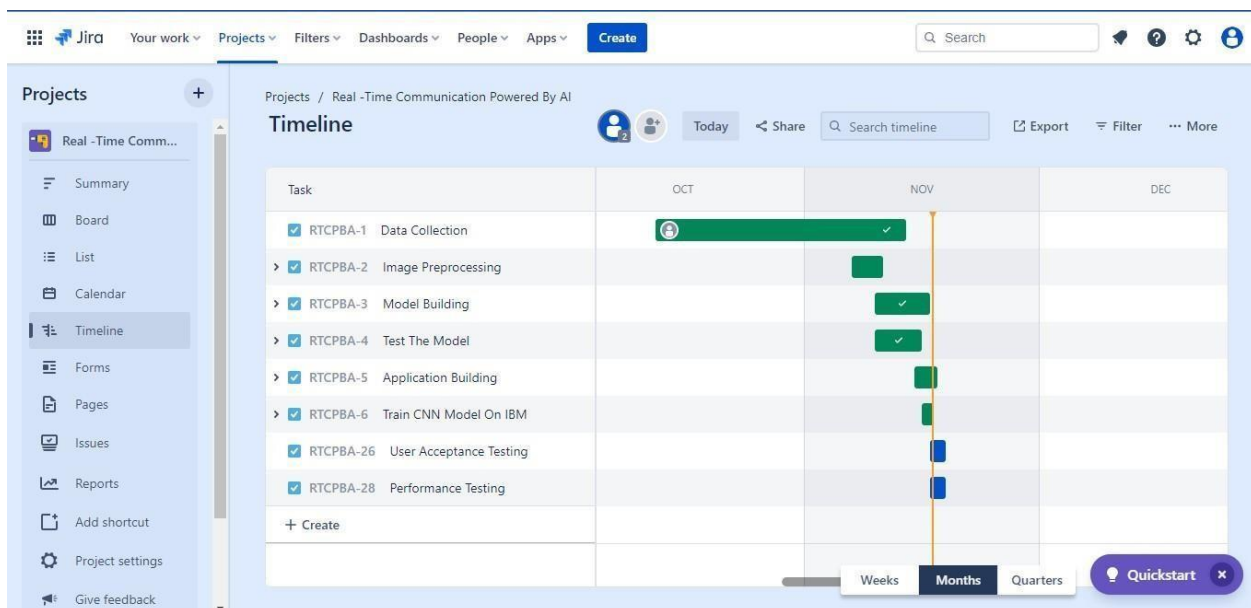 Jira Your work Projects Filters Dashboards People Apps Create Search
Projects
Real -Time Comm...
Summary
Board
List
Calendar
Timeline
Forms
Pages
Issues
Reports
Add shortcut
Project settings
Give feedback
Projects / Real -Time Communication Powered By AI
Timeline
2
Today Share Search timeline Export Filter More
Task OCT NOV DEC
RTCPBA-1 Data Collection
RTCPBA-2 Image Preprocessing
RTCPBA-3 Model Building
RTCPBA-4 Test The Model
RTCPBA-5 Application Building
RTCPBA-6 Train CNN Model On IBM
RTCPBA-26 User Acceptance Testing
RTCPBA-28 Performance Testing
+ Create
Weeks Months Quarters
Quickstart